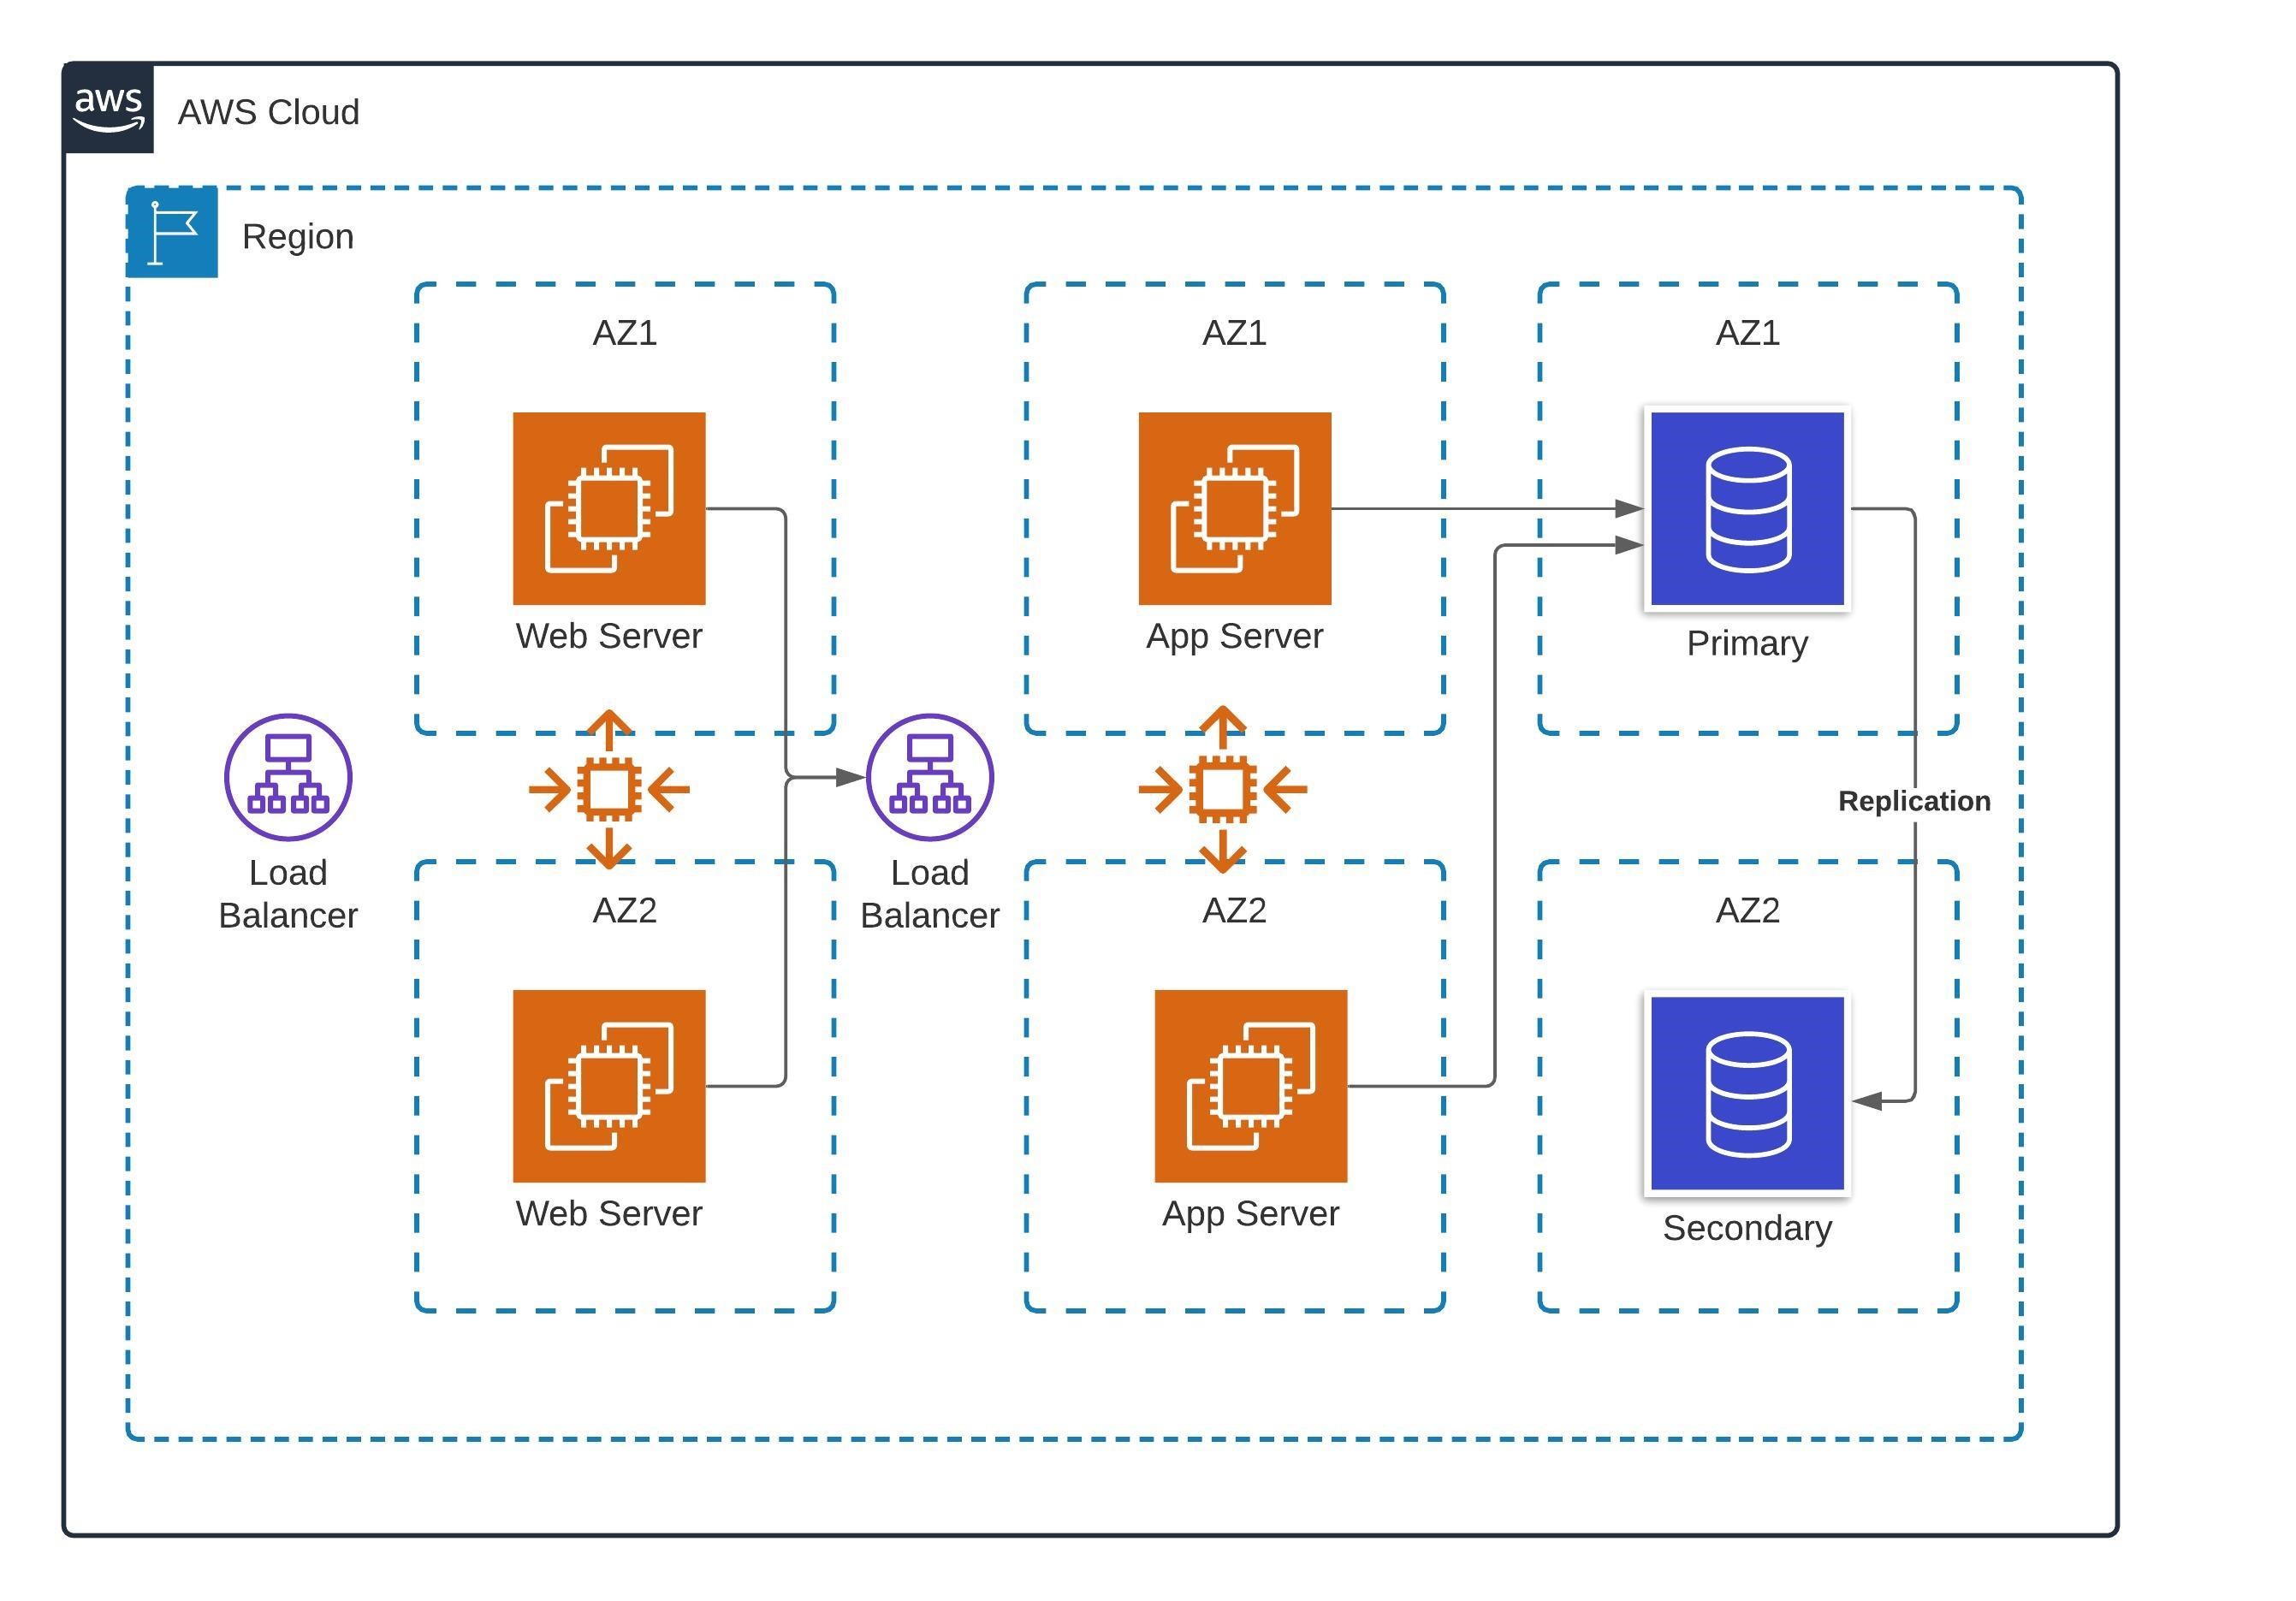 aws
AWS Cloud
Region
AZ1
AZ1
AZ1
Web Server
App Server
Primary
Load
Balancer
Load
Balancer
Replication
AZ2
AZ2
AZ2
Web Server
App Server
Secondary